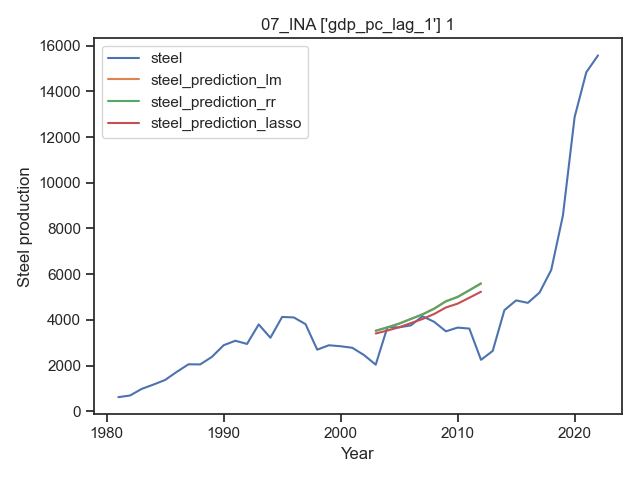 07_INA ['gdp_pc_lag_1'] 1
steel
steel_prediction_lm
steel_prediction_rr
steel_prediction_lasso
Steel production
16000
14000
12000
10000
8000
6000
4000
2000
0
1980
1990
2000
2010
2020
Year